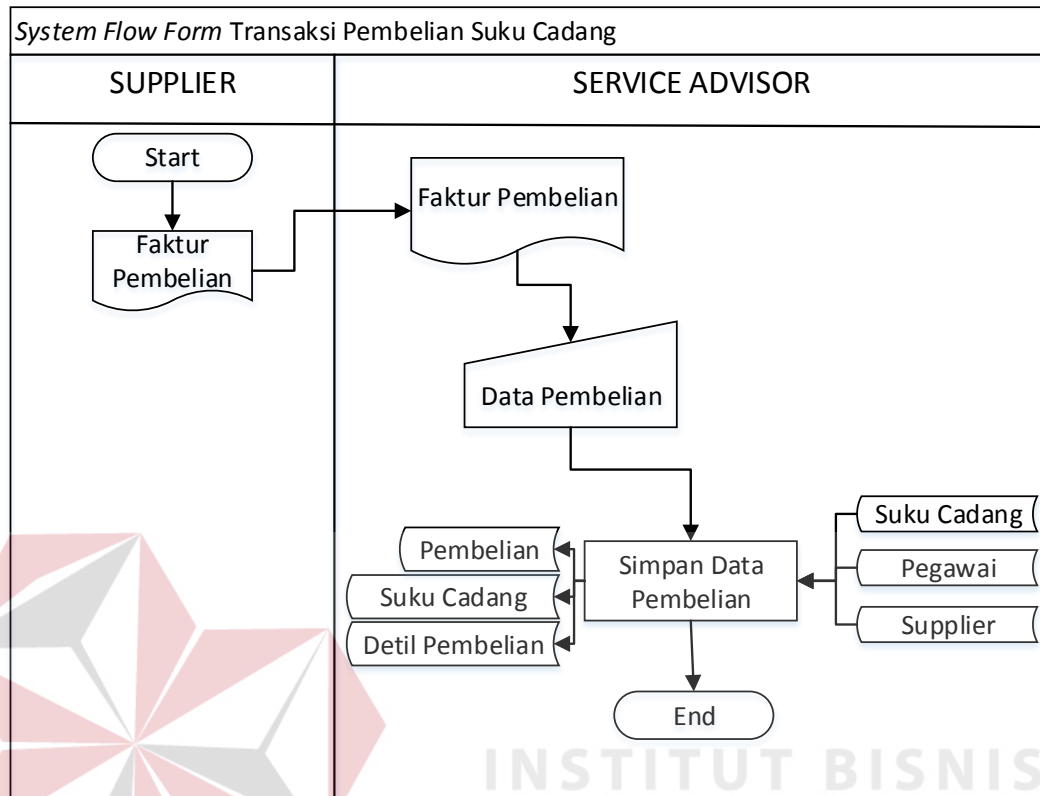 System Flow Form Transaksi Pembelian Suku Cadang
SUPPLIER
SERVICE ADVISOR
Start
Faktur Pembelian
Faktur
Pembelian
Data Pembelian
Suku Cadang
Pembelian
Simpan Data
Pembelian
Pegawai
Suku Cadang
Supplier
Detil Pembelian
End
INSTITUT BISNIS